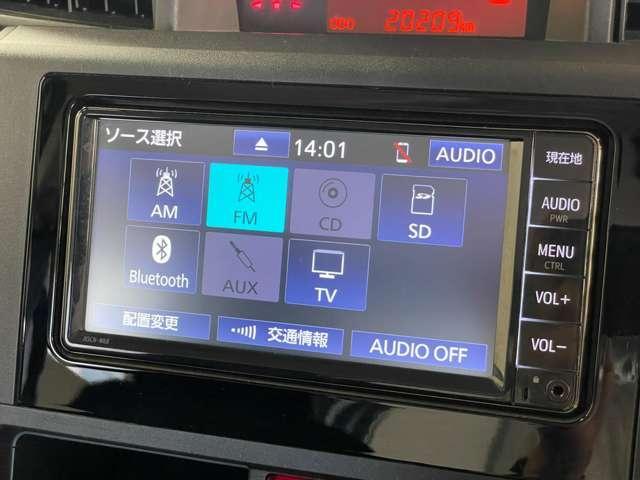 ODO 20209km
ソース選択 14:01 AUDIO 現在地
AM FM CD SD
AUDIO
PWR
Bluetooth AUX TV
MENU
CTRL
VOL+
配置変更 交通情報 AUDIO OFF
VOL−